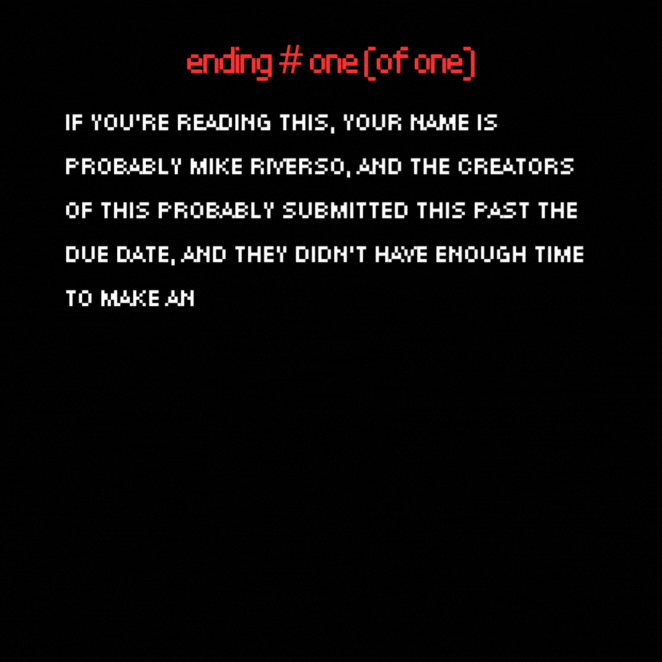 ending # one (of one)
IF YOU'RE READING THIS, YOUR NAME IS
PROBABLY MIKE RIVERSO, AND THE CREATORS
OF THIS PROBABLY SUBMITTED THIS PAST THE
DUE DATE, AND THEY DIDN'T HAVE ENOUGH TIME
TO MAKE AN